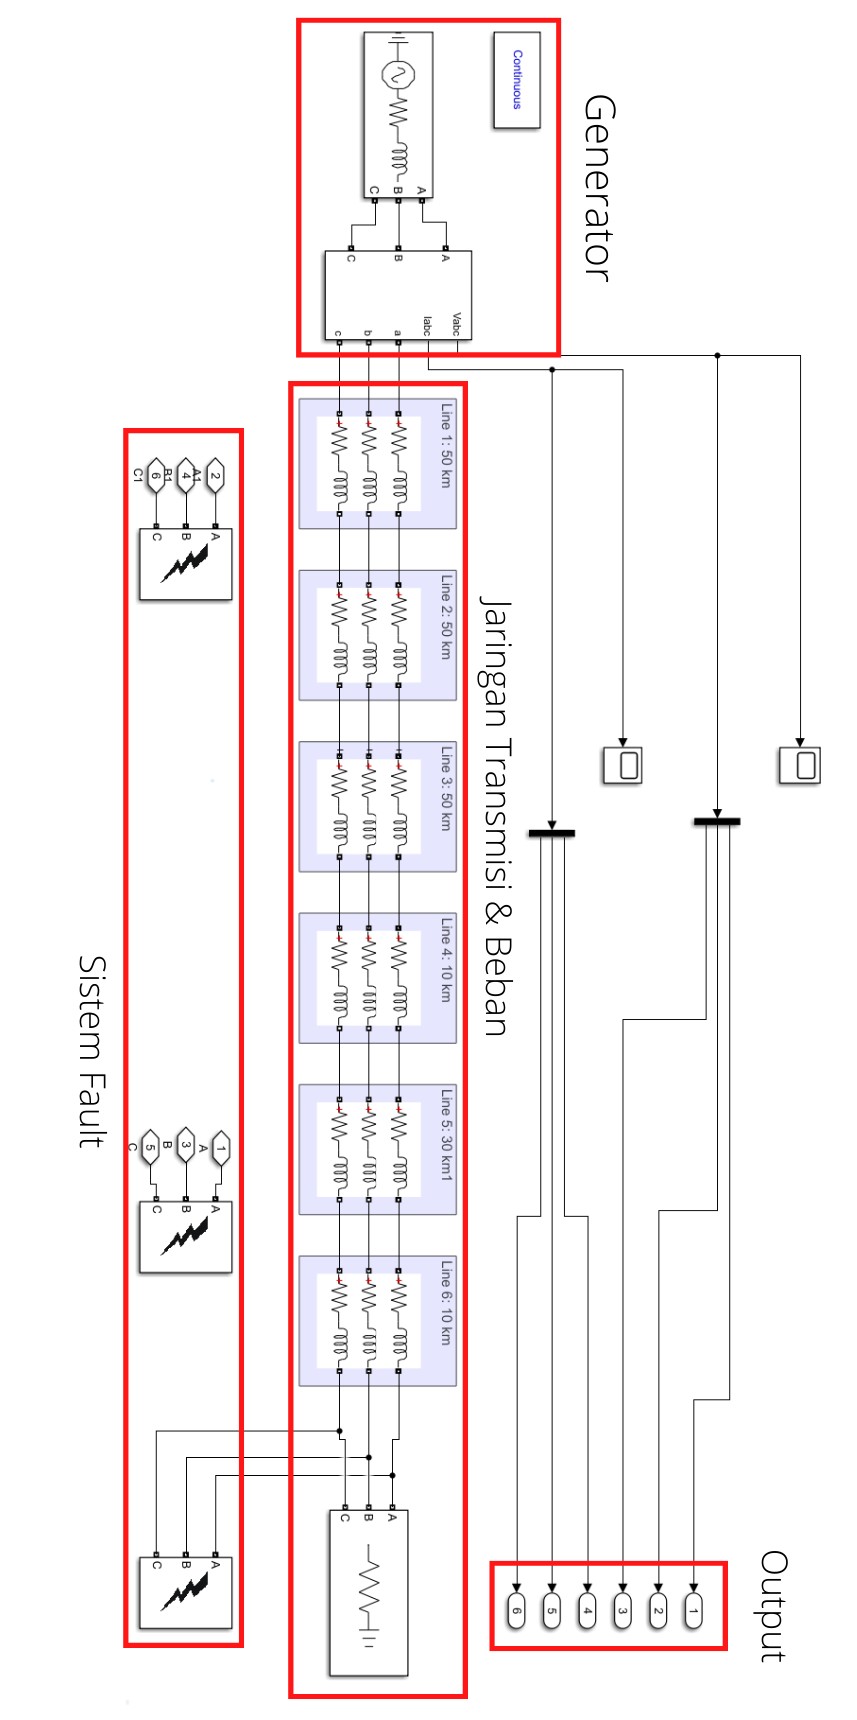 Generator
Continuous
C
B
A
A
B
C
Vabc
Iabc
a
b
c
Line 1: 50 km
Line 2: 50 km
Line 3: 50 km
Line 4: 10 km
Line 5: 30 km1
Line 6: 10 km
A
B
C
Jaringan Transmisi & Beban
2
A1
4
B1
6
C1
A
B
C
1
A
3
B
5
C
A
B
C
A
B
C
Sistem Fault
Output
1
2
3
4
5
6